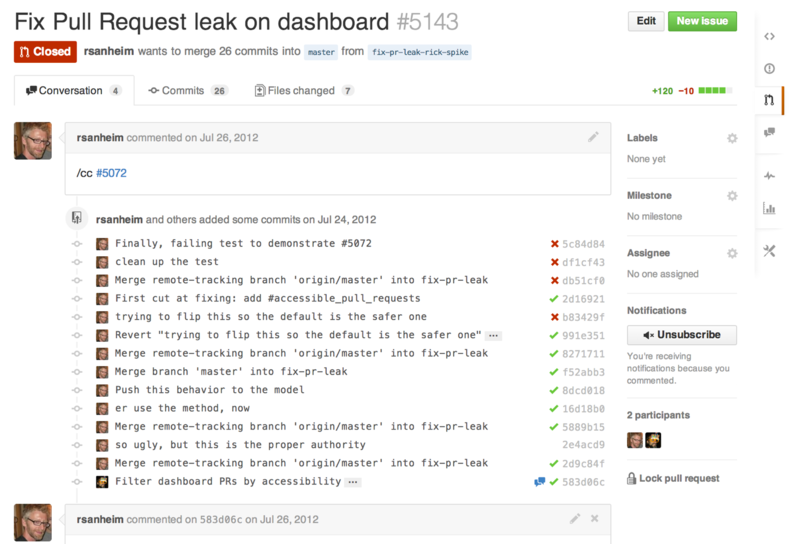 Fix Pull Request leak on dashboard #5143
Edit
New issue
Closed
rsanheim wants to merge 26 commits into master from fix-pr-leak-rick-spike
Conversation 4
Commits 26
Files changed 7
+120 −10
rsanheim commented on Jul 26, 2012
/cc #5072
rsanheim and others added some commits on Jul 24, 2012
Finally, failing test to demonstrate #5072 5c84d84
clean up the test df1cf43
Merge remote-tracking branch 'origin/master' into fix-pr-leak db51cf0
First cut at fixing: add #accessible_pull_requests 2d16921
trying to flip this so the default is the safer one b83429f
Revert "trying to flip this so the default is the safer one" ... 991e351
Merge remote-tracking branch 'origin/master' into fix-pr-leak 8271711
Merge branch 'master' into fix-pr-leak f52abb3
Push this behavior to the model 8dcd018
er use the method, now 16d18b0
Merge remote-tracking branch 'origin/master' into fix-pr-leak 5889b15
so ugly, but this is the proper authority 2e4acd9
Merge remote-tracking branch 'origin/master' into fix-pr-leak 2d9c84f
Filter dashboard PRs by accessibility ... 583d06c
rsanheim commented on 583d06c on Jul 26, 2012
Labels
None yet
Milestone
No milestone
Assignee
No one assigned
Notifications
Unsubscribe
You're receiving
notifications because you
commented.
2 participants
Lock pull request